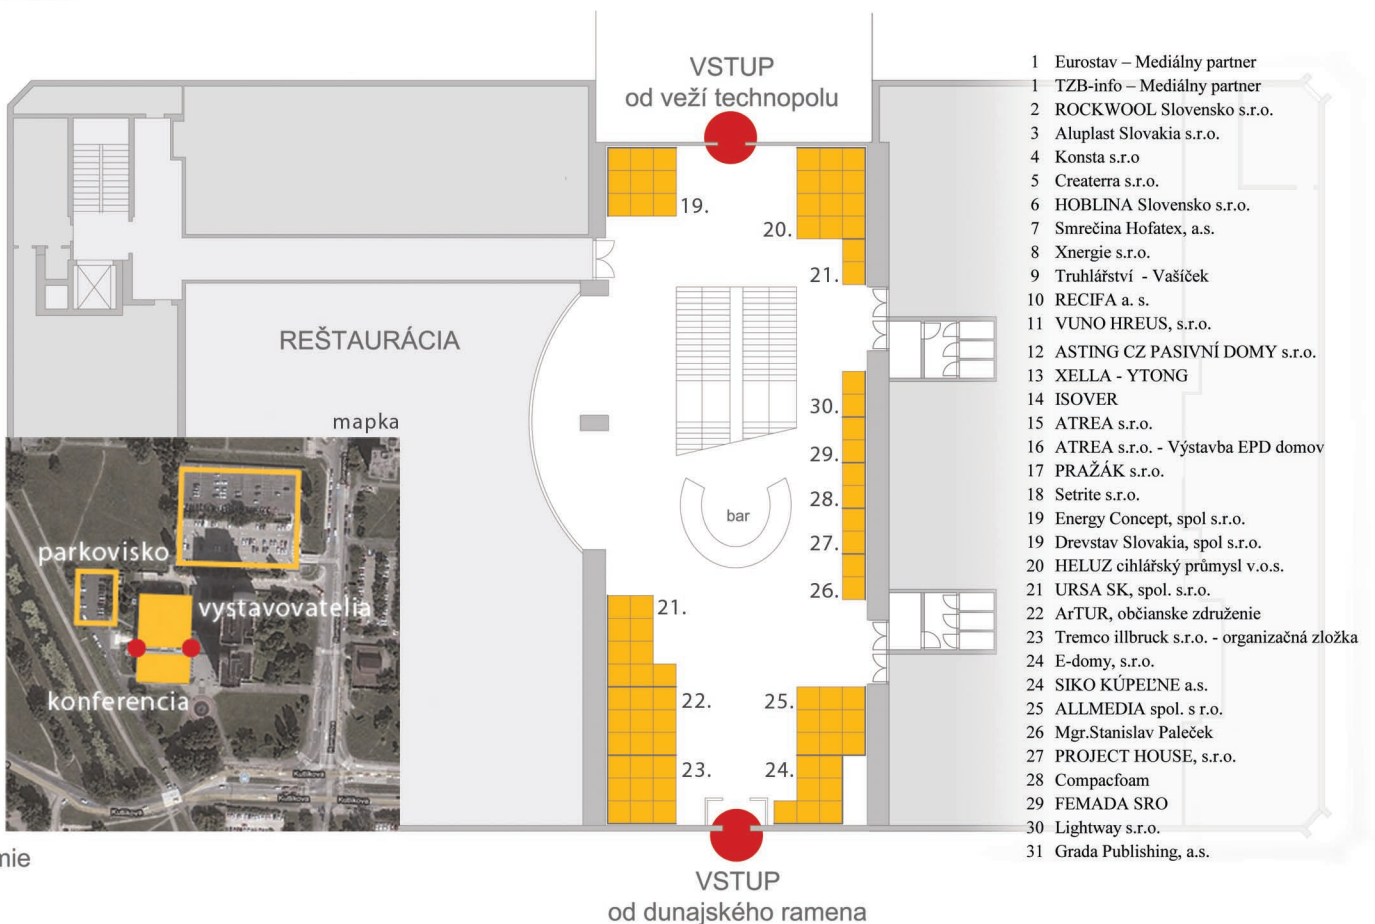 VSTUP
od veží technopolu
19.
20.
21.
REŠTAURÁCIA
mapka
30.
29.
28.
27.
26.
bar
21.
22.
25.
23.
24.
parkovisko
vystavovatelia
konferencia
Kutlíkova
Kutlíkova
Kutlíkova
VSTUP
od dunajského ramena
1 Eurostav – Mediálny partner
1 TZB-info – Mediálny partner
2 ROCKWOOL Slovensko s.r.o.
3 Aluplast Slovakia s.r.o.
4 Konsta s.r.o
5 Createrra s.r.o.
6 HOBLINA Slovensko s.r.o.
7 Smrečina Hofatex, a.s.
8 Xnergie s.r.o.
9 Truhlářství - Vašíček
10 RECIFA a. s.
11 VUNO HREUS, s.r.o.
12 ASTING CZ PASIVNÍ DOMY s.r.o.
13 XELLA - YTONG
14 ISOVER
15 ATREA s.r.o.
16 ATREA s.r.o. - Výstavba EPD domov
17 PRAŽÁK s.r.o.
18 Setrite s.r.o.
19 Energy Concept, spol s.r.o.
19 Drevstav Slovakia, spol s.r.o.
20 HELUZ cihlářský průmysl v.o.s.
21 URSA SK, spol. s.r.o.
22 ArTUR, občianske združenie
23 Tremco illbruck s.r.o. - organizačná zložka
24 E-domy, s.r.o.
24 SIKO KÚPEĽNE a.s.
25 ALLMEDIA spol. s r.o.
26 Mgr.Stanislav Paleček
27 PROJECT HOUSE, s.r.o.
28 Compacfoam
29 FEMADA SRO
30 Lightway s.r.o.
31 Grada Publishing, a.s.